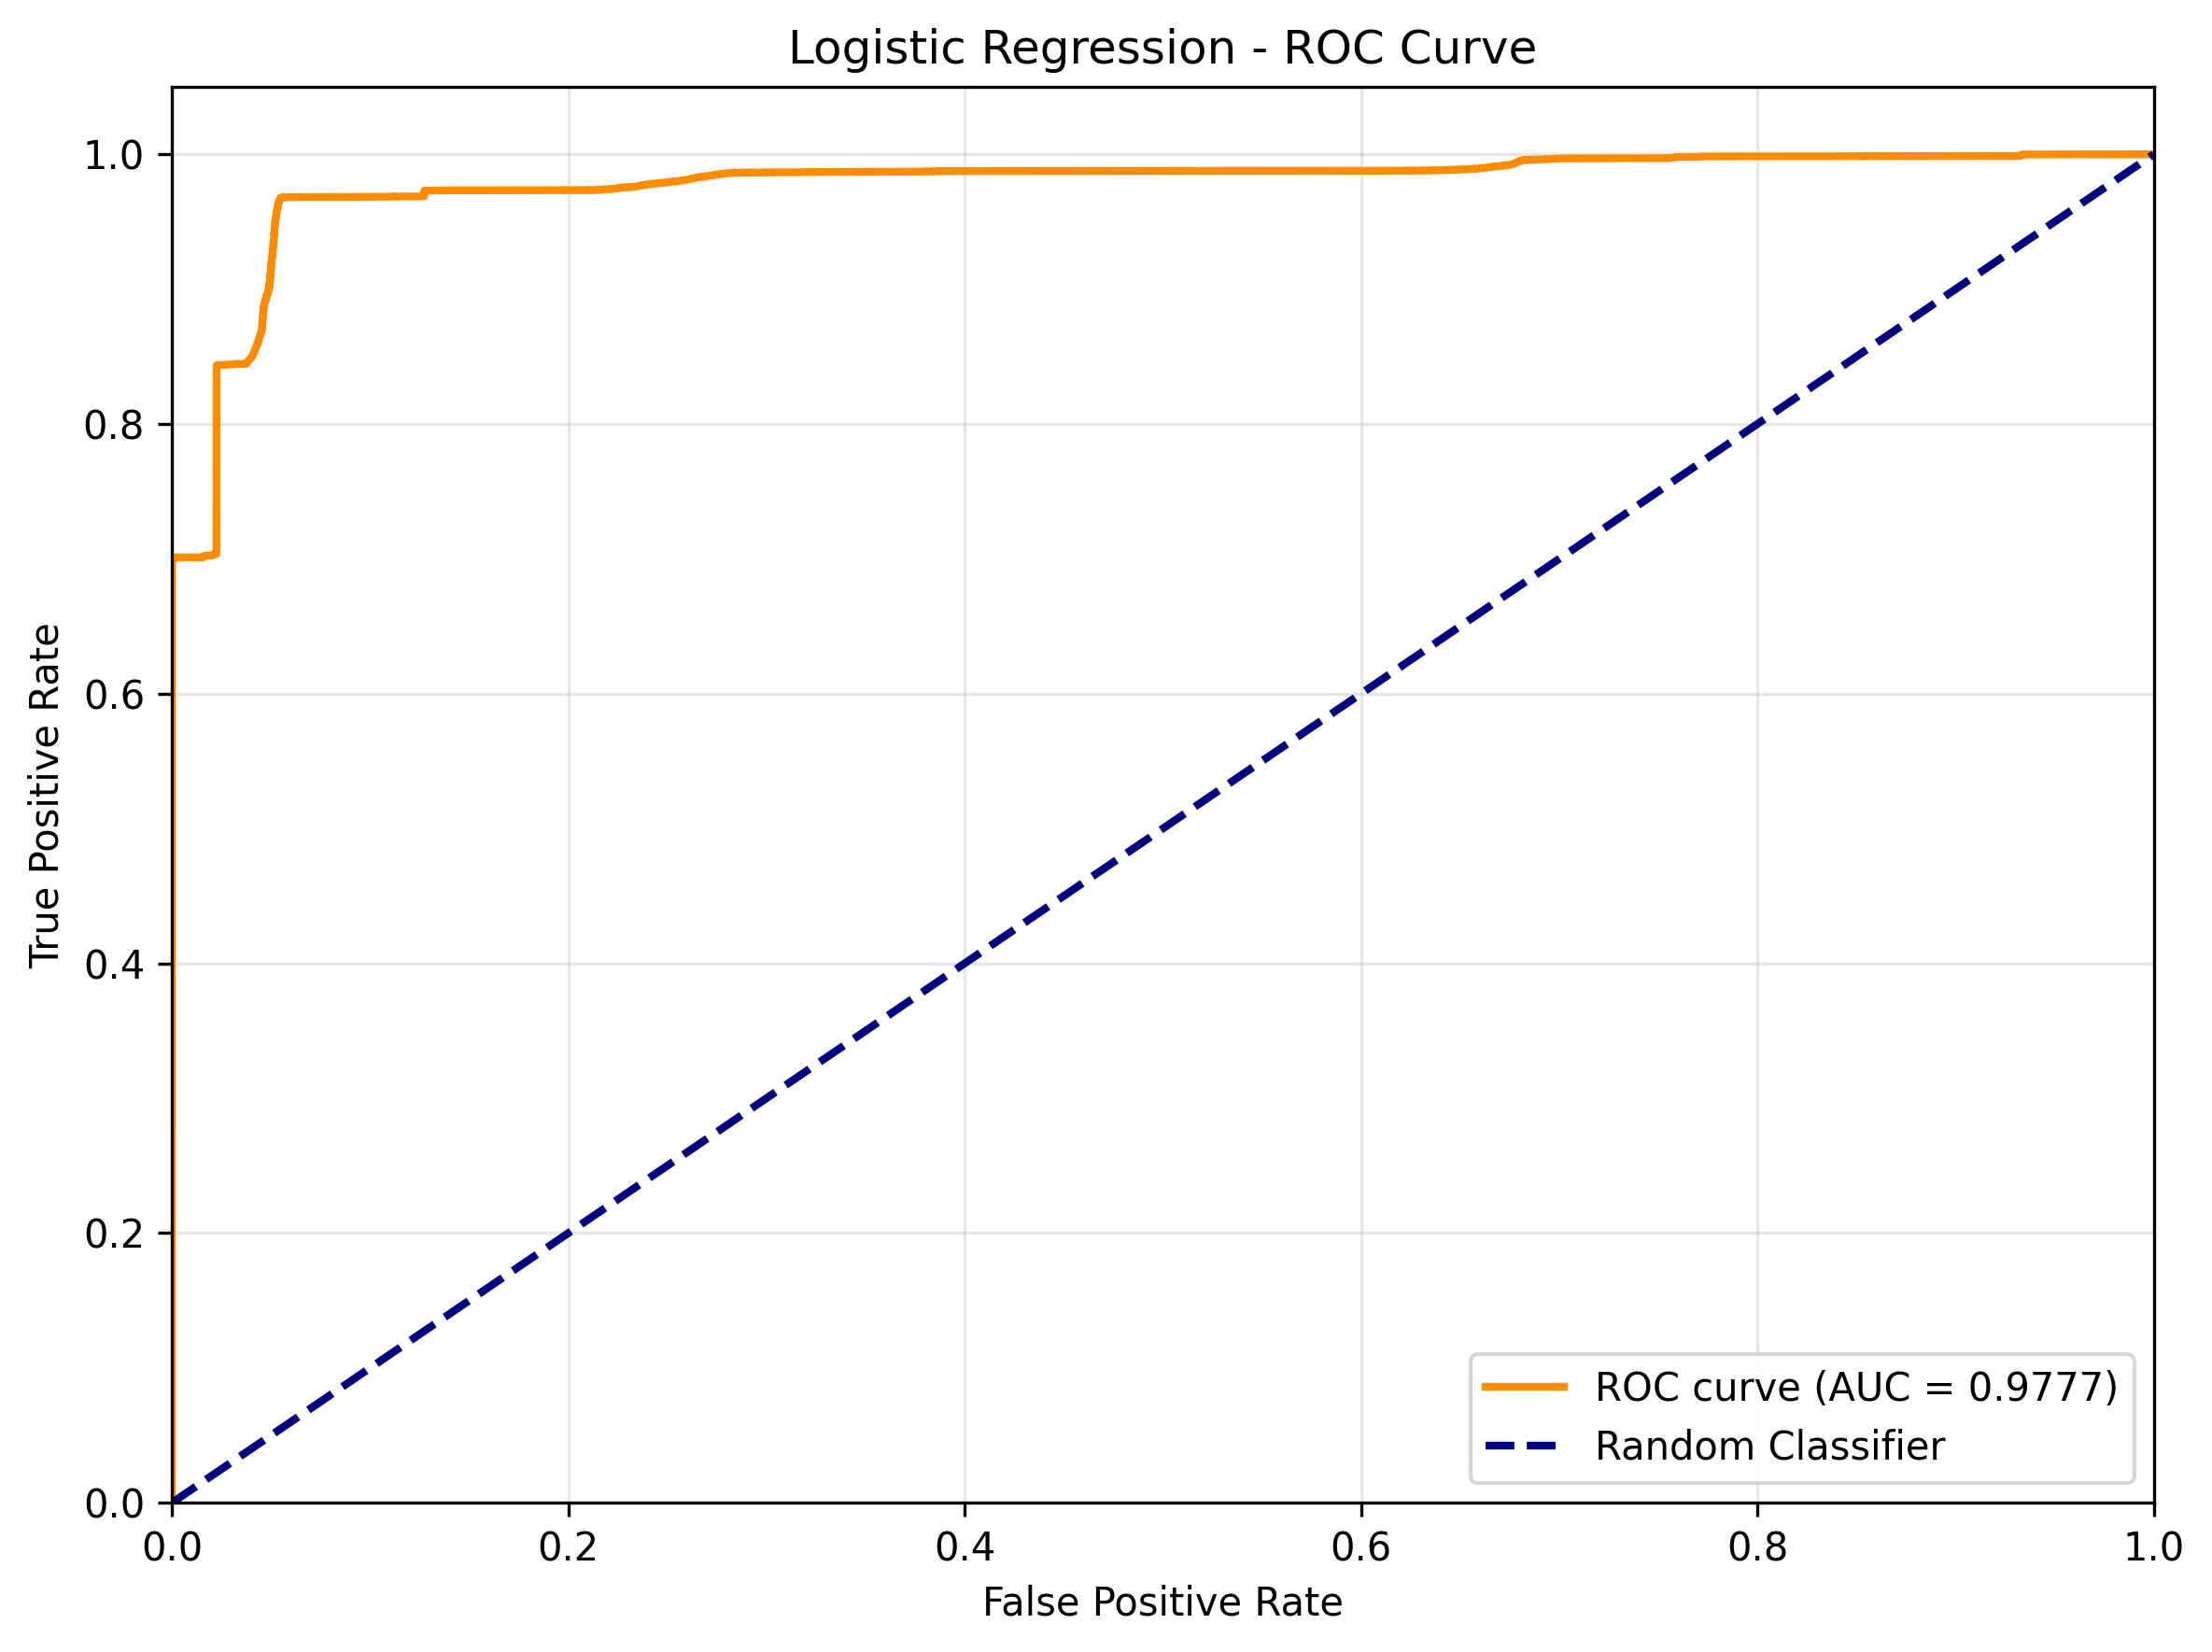 Logistic Regression - ROC Curve
True Positive Rate
1.0
0.8
0.6
0.4
0.2
0.0
0.0 0.2 0.4 0.6 0.8 1.0
False Positive Rate
ROC curve (AUC = 0.9777)
Random Classifier